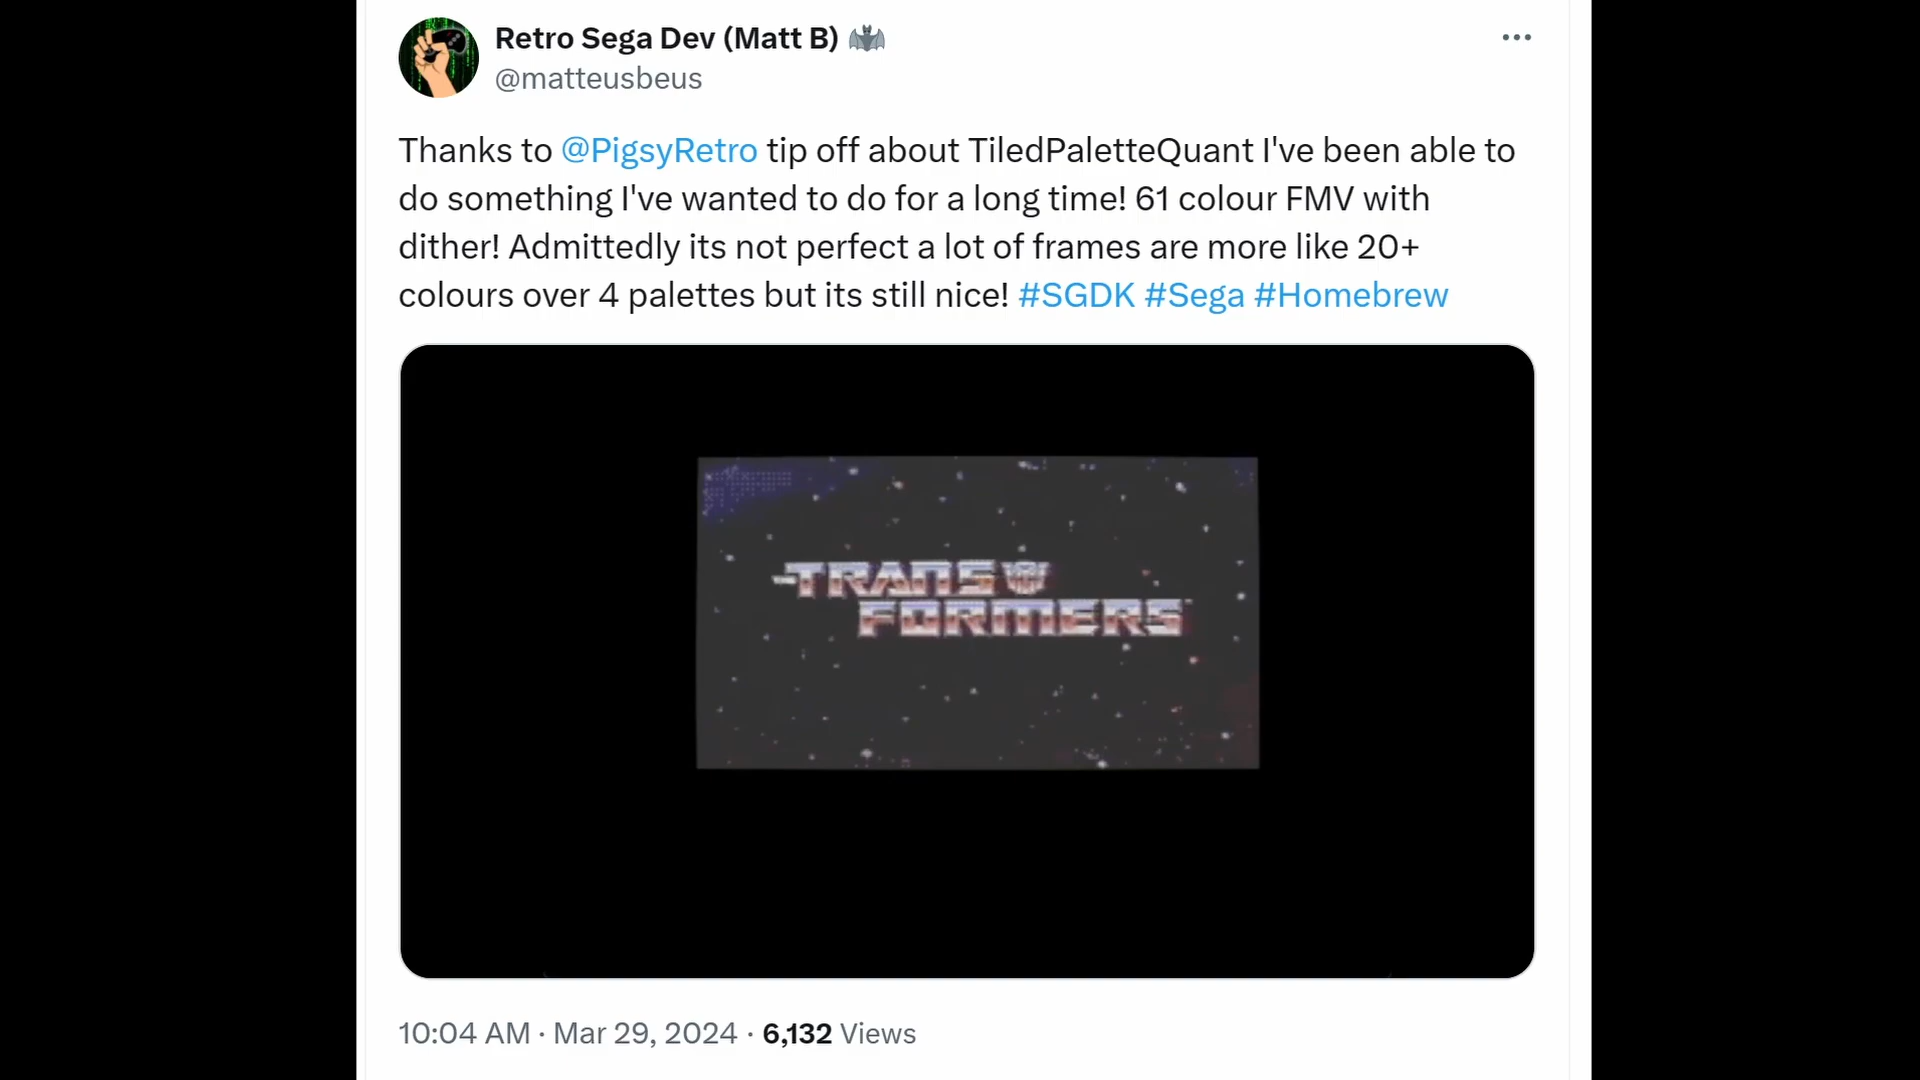 Retro Sega Dev (Matt B) 🦇
@matteusbeus
Thanks to @PigsyRetro tip off about TiledPaletteQuant I've been able to
do something I've wanted to do for a long time! 61 colour FMV with
dither! Admittedly its not perfect a lot of frames are more like 20+
colours over 4 palettes but its still nice! #SGDK #Sega #Homebrew
TRANS
FORMERS
10:04 AM · Mar 29, 2024 · 6,132 Views